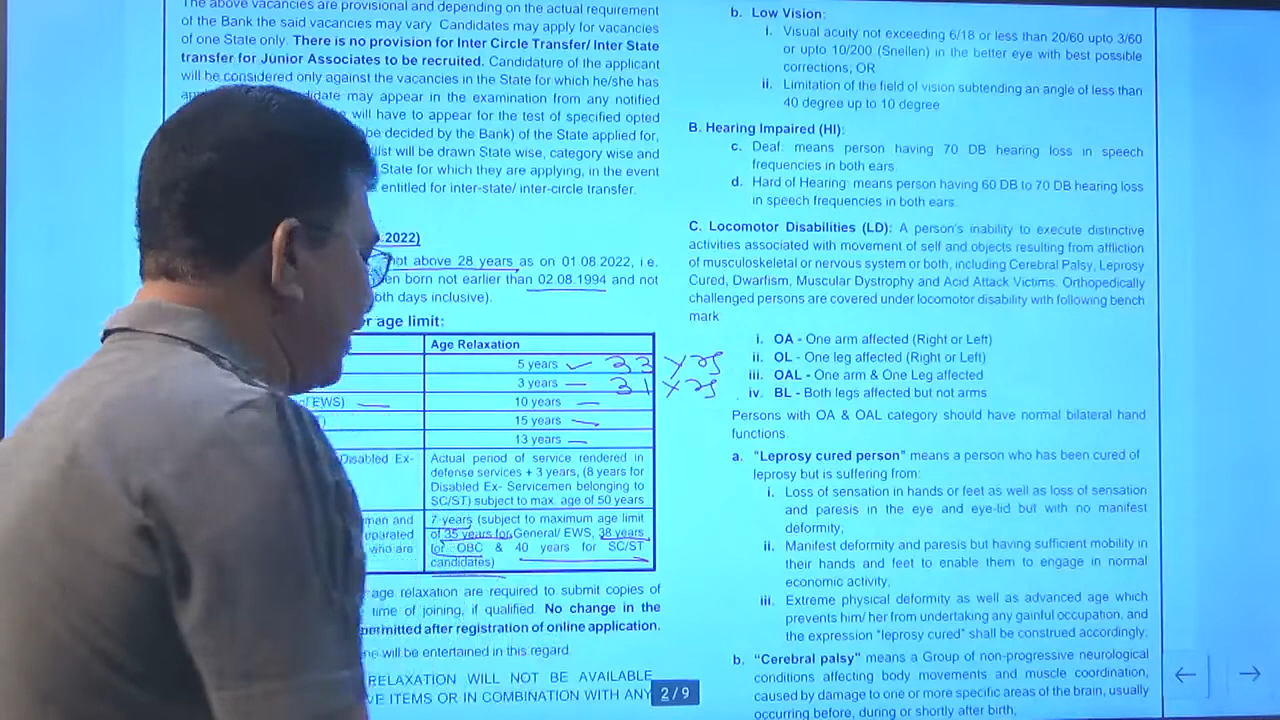 The above vacancies are provisional and depending on the actual requirement
of the Bank the said vacancies may vary. Candidates may apply for vacancies
of one State only. There is no provision for Inter Circle Transfer/ Inter State
transfer for Junior Associates to be recruited. Candidature of the applicant
will be considered only against the vacancies in the State for which he/she has
may appear in the examination from any notified
will have to appear for the test of specified opted
be decided by the Bank) of the State applied for,
will be drawn State wise, category wise and
State for which they are applying, in the event
entitled for inter-state/ inter-circle transfer.
.2022)
not above 28 years as on 01.08.2022, i.e.
born not earlier than 02.08.1994 and not
both days inclusive).
age limit:
Age Relaxation
5 years 33 yrs
3 years 31 yrs
EWS) 10 years
15 years
13 years
Disabled Ex-
Actual period of service rendered in
defense services + 3 years, (8 years for
Disabled Ex- Servicemen belonging to
SC/ST) subject to max. age of 50 years
and
who are
7 years (subject to maximum age limit
of 35 years for General/ EWS, 38 years
for OBC & 40 years for SC/ST
candidates)
age relaxation are required to submit copies of
time of joining, if qualified. No change in the
permitted after registration of online application.
will be entertained in this regard.
RELAXATION WILL NOT BE AVAILABLE
ITEMS OR IN COMBINATION WITH ANY
2 / 9
b. Low Vision:
i. Visual acuity not exceeding 6/18 or less than 20/60 upto 3/60
or upto 10/200 (Snellen) in the better eye with best possible
corrections; OR
ii. Limitation of the field of vision subtending an angle of less than
40 degree up to 10 degree
B. Hearing Impaired (HI):
c. Deaf: means person having 70 DB hearing loss in speech
frequencies in both ears.
d. Hard of Hearing: means person having 60 DB to 70 DB hearing loss
in speech frequencies in both ears.
C. Locomotor Disabilities (LD): A person's inability to execute distinctive
activities associated with movement of self and objects resulting from affliction
of musculoskeletal or nervous system or both, including Cerebral Palsy, Leprosy
Cured, Dwarfism, Muscular Dystrophy and Acid Attack Victims. Orthopedically
challenged persons are covered under locomotor disability with following bench
mark
i. OA - One arm affected (Right or Left)
ii. OL - One leg affected (Right or Left)
iii. OAL - One arm & One Leg affected
iv. BL - Both legs affected but not arms
Persons with OA & OAL category should have normal bilateral hand
functions.
a. "Leprosy cured person" means a person who has been cured of
leprosy but is suffering from:
i. Loss of sensation in hands or feet as well as loss of sensation
and paresis in the eye and eye-lid but with no manifest
deformity;
ii. Manifest deformity and paresis but having sufficient mobility in
their hands and feet to enable them to engage in normal
economic activity;
iii. Extreme physical deformity as well as advanced age which
prevents him/ her from undertaking any gainful occupation, and
the expression "leprosy cured" shall be construed accordingly;
b. "Cerebral palsy" means a Group of non-progressive neurological
conditions affecting body movements and muscle coordination,
caused by damage to one or more specific areas of the brain, usually
occurring before, during or shortly after birth;